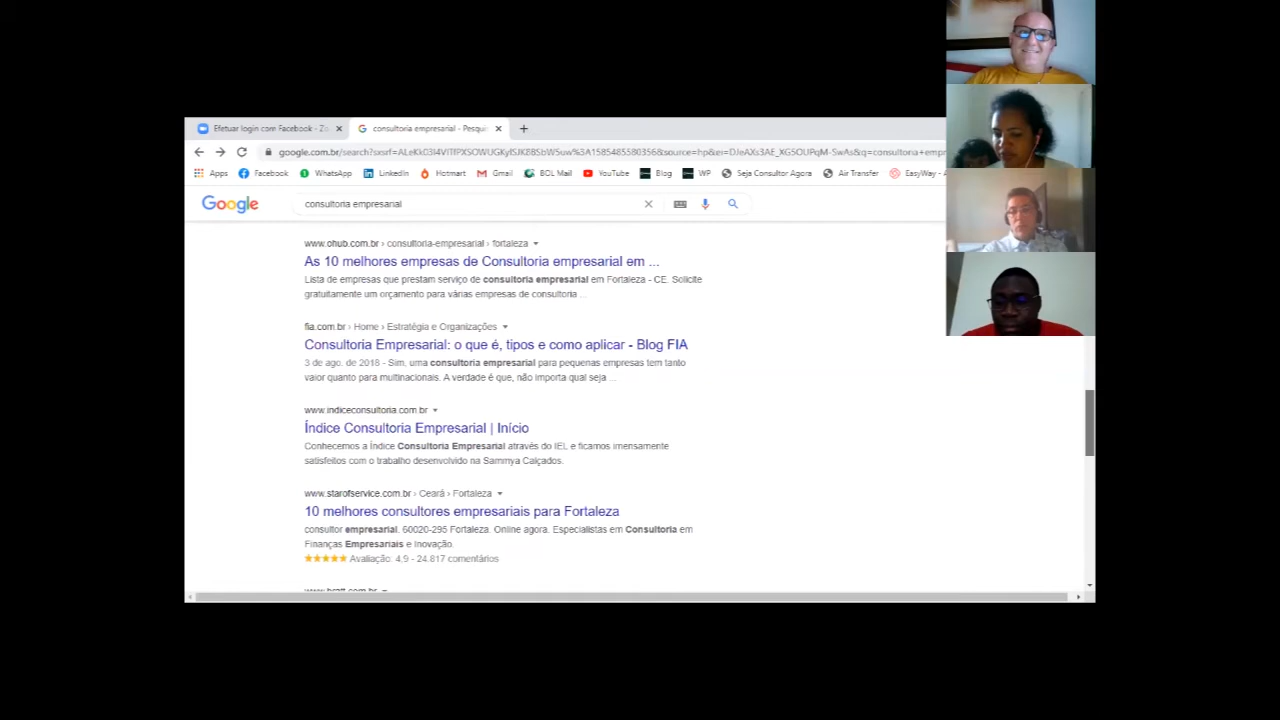 Efetuar login com Facebook - Zo
consultoria empresarial - Pesquis
Apps Facebook WhatsApp LinkedIn Hotmart Gmail BOL Mail YouTube Blog WP Seja Consultor Agora Air Transfer EasyWay - A
Google consultoria empresarial
www.ohub.com.br › consultoria-empresarial › fortaleza
As 10 melhores empresas de Consultoria empresarial em ...
Lista de empresas que prestam serviço de consultoria empresarial em Fortaleza - CE. Solicite
gratuitamente um orçamento para várias empresas de consultoria ...
fia.com.br › Home › Estratégia e Organizações
Consultoria Empresarial: o que é, tipos e como aplicar - Blog FIA
3 de ago. de 2018 - Sim, uma consultoria empresarial para pequenas empresas tem tanto
valor quanto para multinacionais. A verdade é que, não importa qual seja ...
www.indiceconsultoria.com.br
Índice Consultoria Empresarial | Início
Conhecemos a Índice Consultoria Empresarial através do IEL e ficamos imensamente
satisfeitos com o trabalho desenvolvido na Sammya Calçados.
www.starofservice.com.br › Ceará › Fortaleza
10 melhores consultores empresariais para Fortaleza
consultor empresarial. 60020-295 Fortaleza. Online agora. Especialistas em Consultoria em
Finanças Empresariais e Inovação.
Avaliação: 4,9 - 24.817 comentários